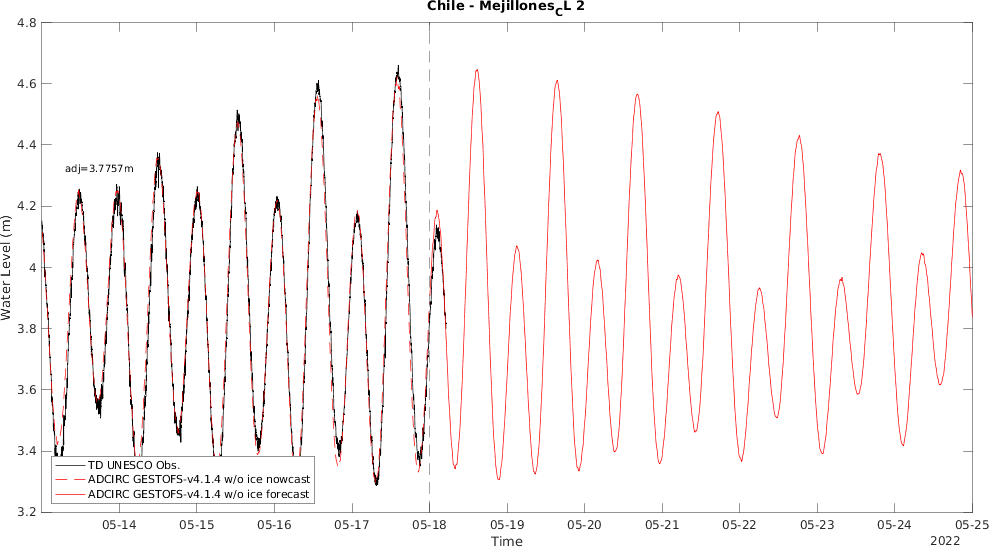 Chile - Mejillones_CL 2
4.8
4.6
4.4
4.2
4
3.8
3.6
3.4
3.2
Water Level (m)
adj=3.7757m
TD UNESCO Obs.
ADCIRC GESTOFS-v4.1.4 w/o ice nowcast
ADCIRC GESTOFS-v4.1.4 w/o ice forecast
05-14 05-15 05-16 05-17 05-18 05-19 05-20 05-21 05-22 05-23 05-24 05-25
Time
2022